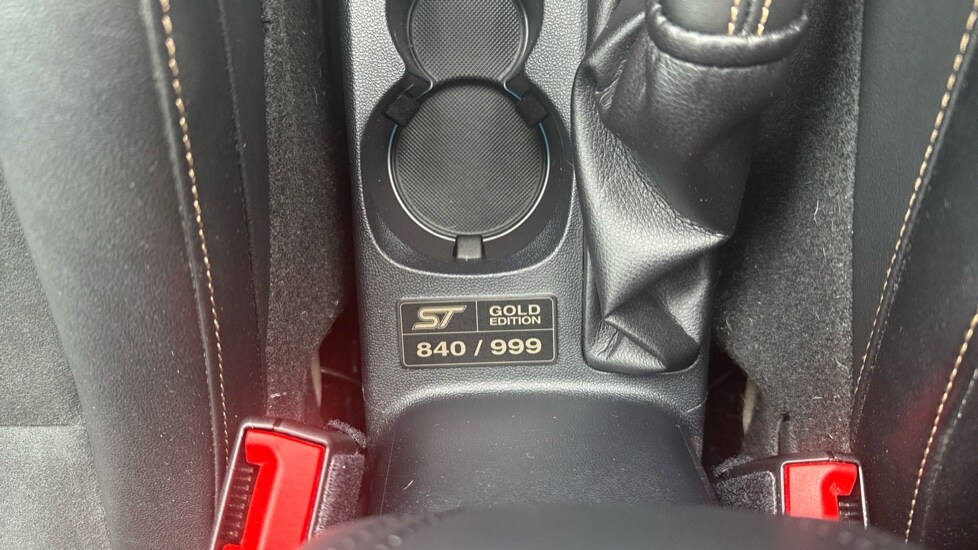 ST
GOLD
EDITION
840 / 999